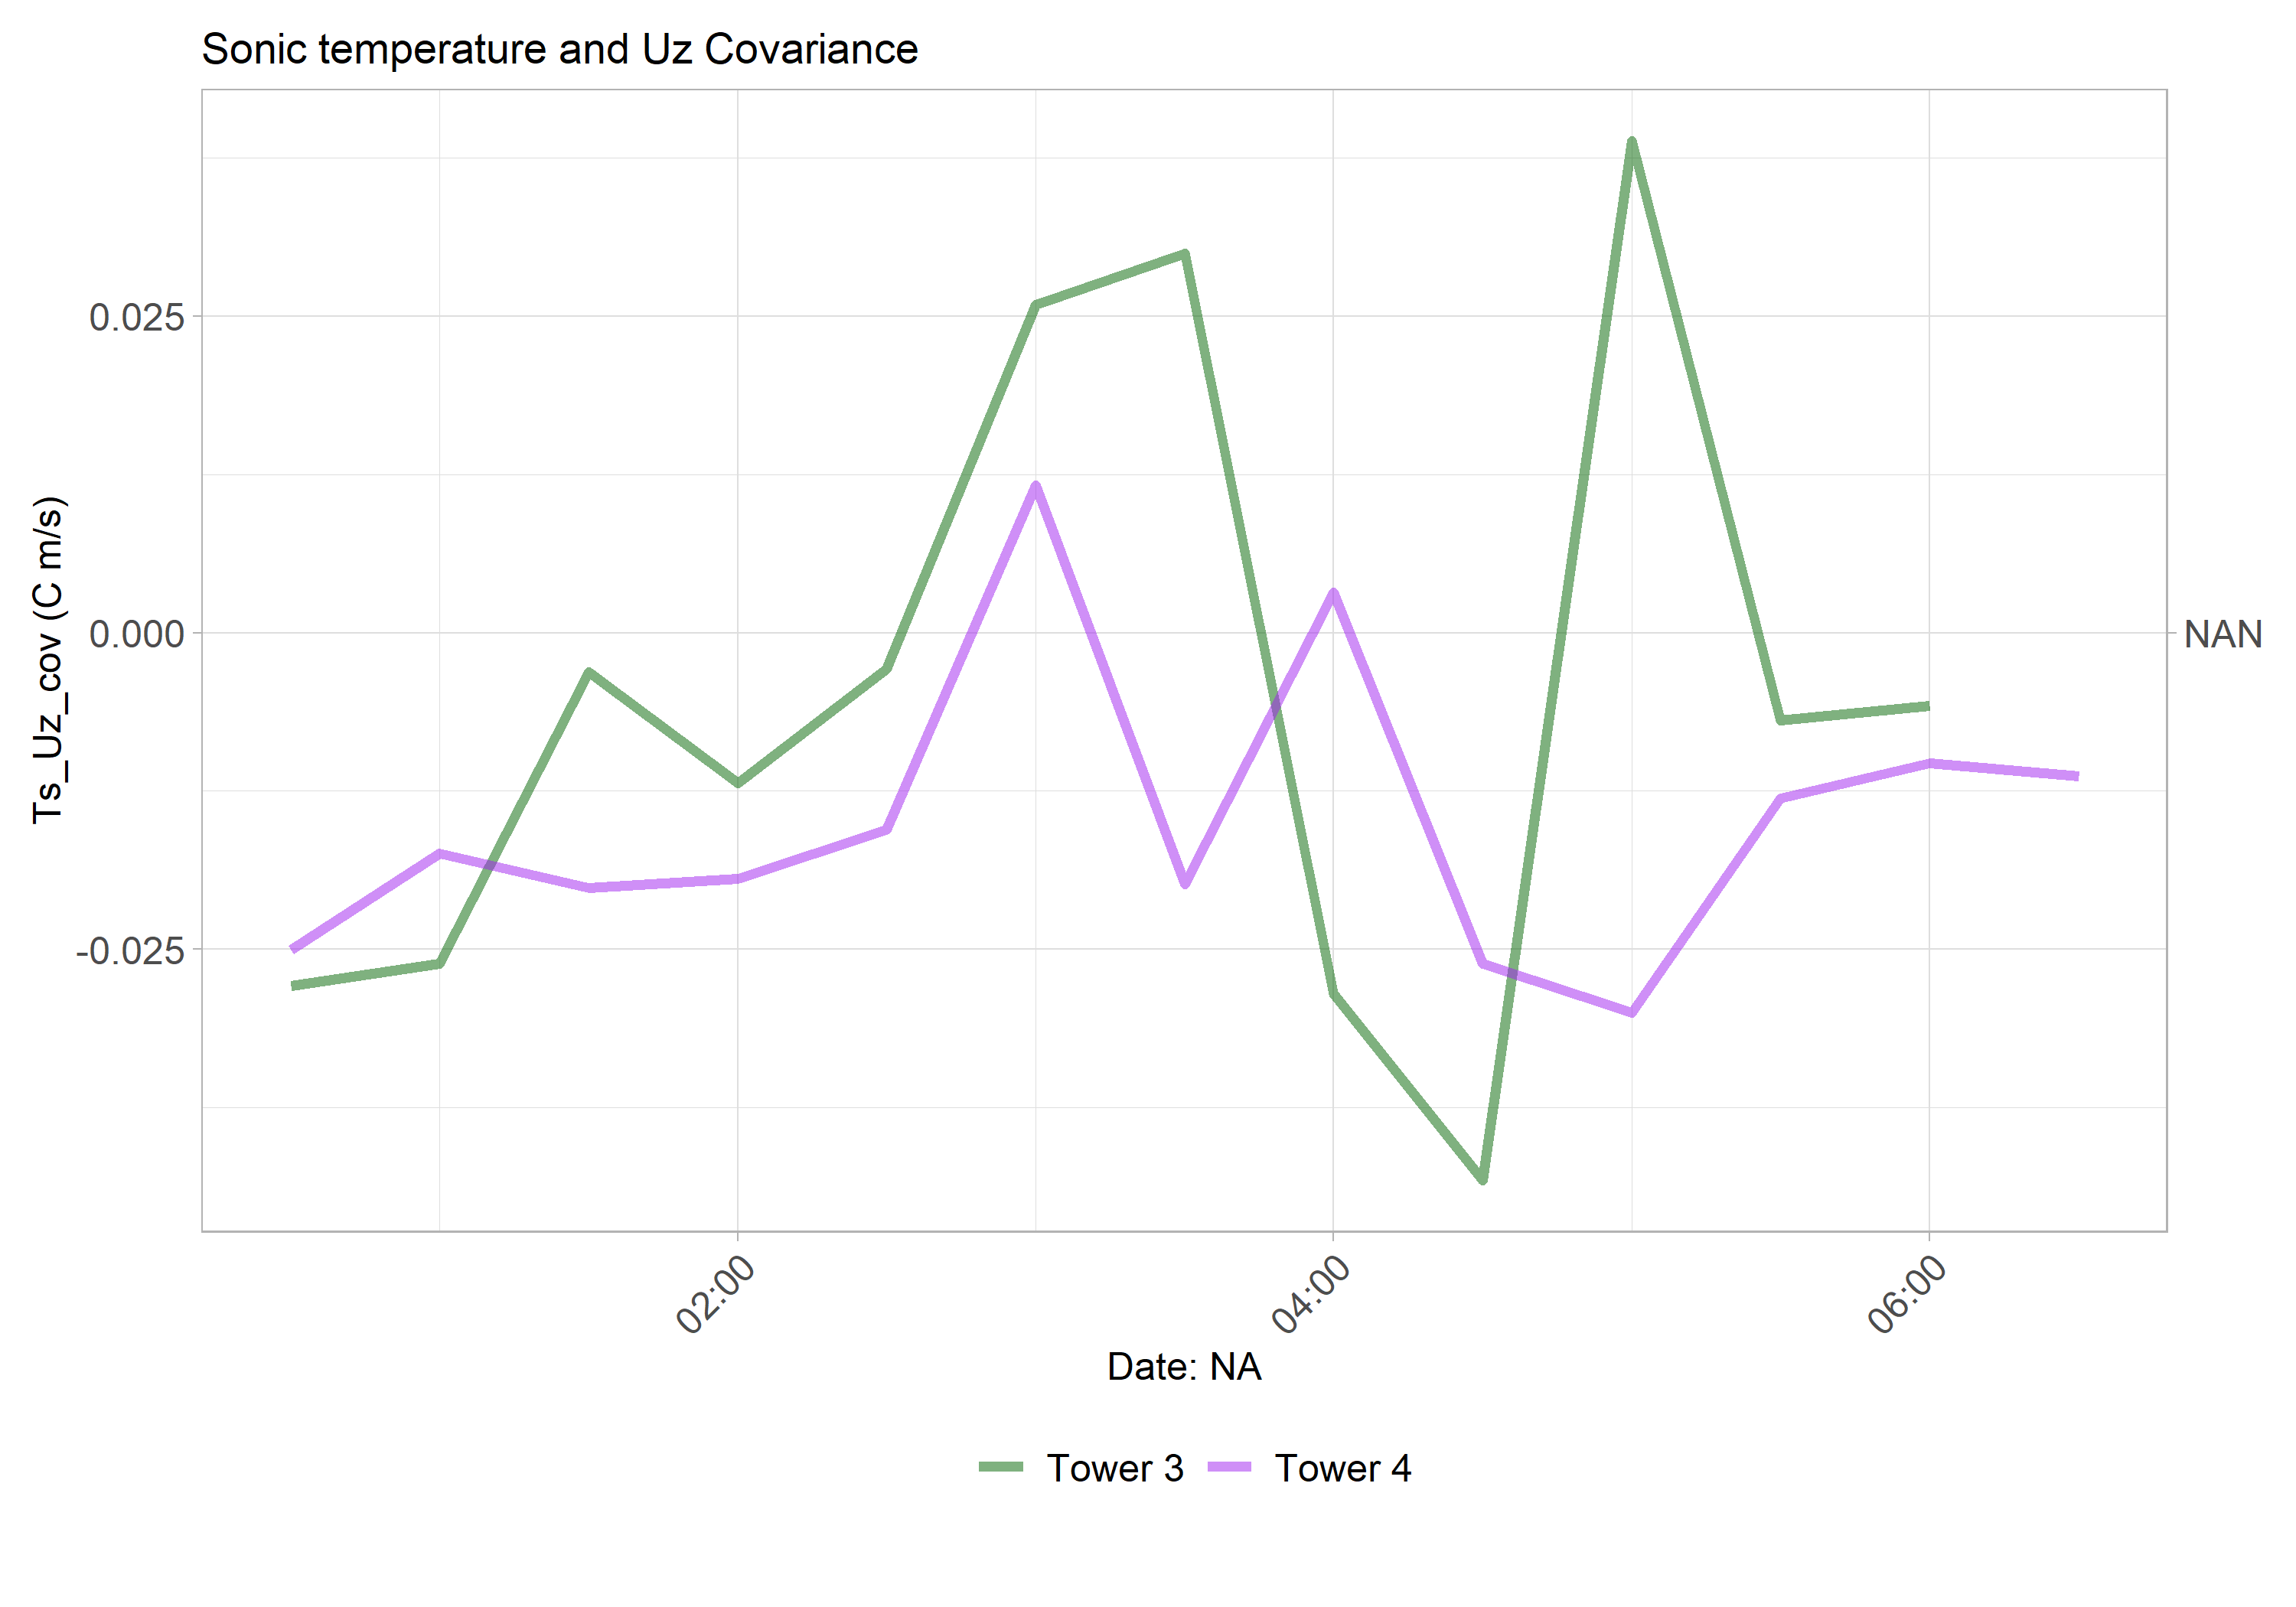 Sonic temperature and Uz Covariance
Ts_Uz_cov (C m/s)
0.025
0.000
-0.025
NAN
02:00
04:00
06:00
Date: NA
Tower 3
Tower 4